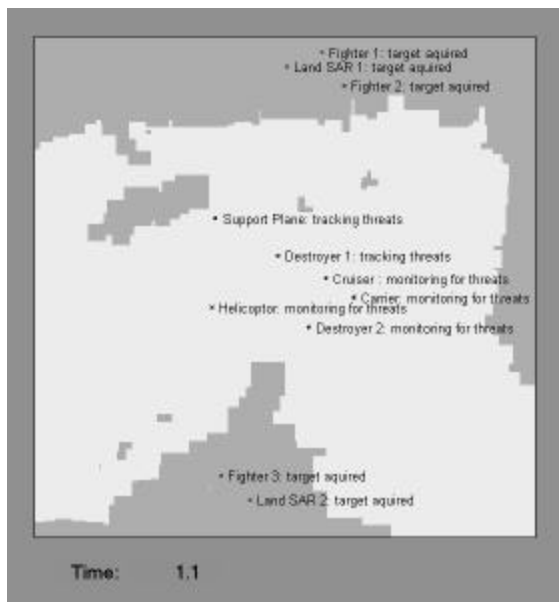 Fighter 1: target aquired
Land SAR 1: target aquired
Fighter 2: target aquired
Support Plane: tracking threats
Destroyer 1: tracking threats
Cruiser : monitoring for threats
Carrier: monitoring for threats
Helicoptor: monitoring for threats
Destroyer 2: monitoring for threats
Fighter 3: target aquired
Land SAR 2: target aquired
Time: 1.1